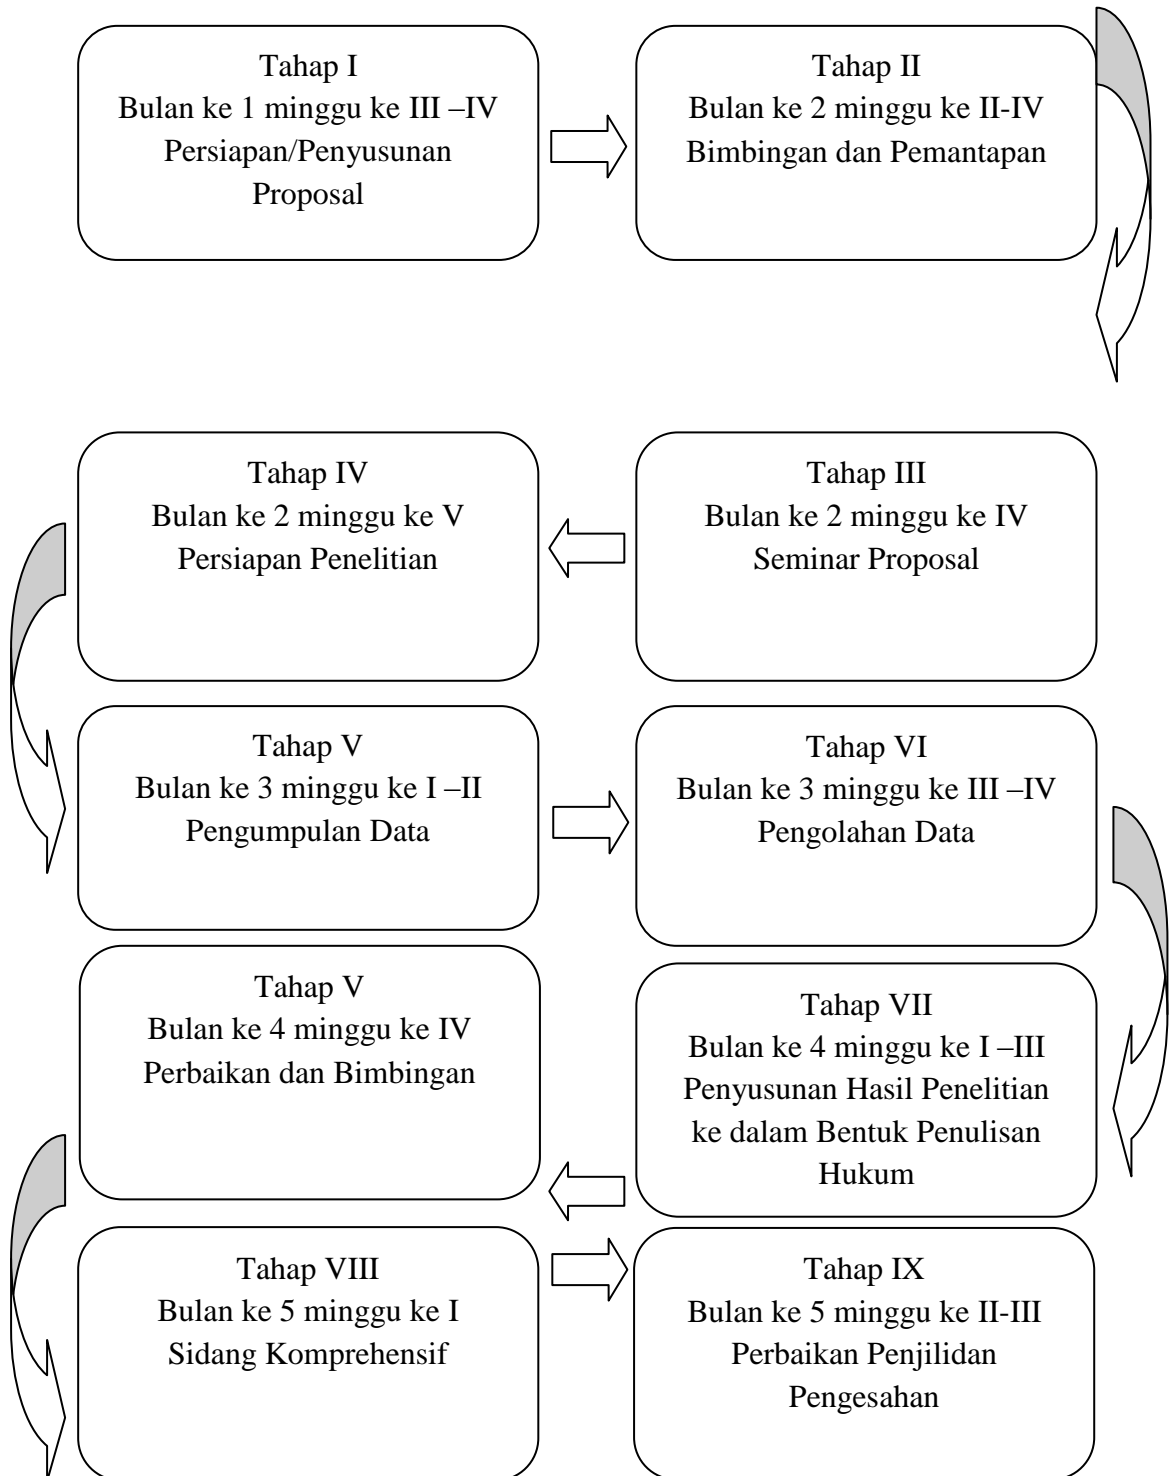 Tahap I
Bulan ke 1 minggu ke III –IV
Persiapan/Penyusunan
Proposal
Tahap II
Bulan ke 2 minggu ke II-IV
Bimbingan dan Pemantapan
Tahap III
Bulan ke 2 minggu ke IV
Seminar Proposal
Tahap IV
Bulan ke 2 minggu ke V
Persiapan Penelitian
Tahap V
Bulan ke 3 minggu ke I –II
Pengumpulan Data
Tahap VI
Bulan ke 3 minggu ke III –IV
Pengolahan Data
Tahap VII
Bulan ke 4 minggu ke I –III
Penyusunan Hasil Penelitian
ke dalam Bentuk Penulisan
Hukum
Tahap V
Bulan ke 4 minggu ke IV
Perbaikan dan Bimbingan
Tahap VIII
Bulan ke 5 minggu ke I
Sidang Komprehensif
Tahap IX
Bulan ke 5 minggu ke II-III
Perbaikan Penjilidan
Pengesahan